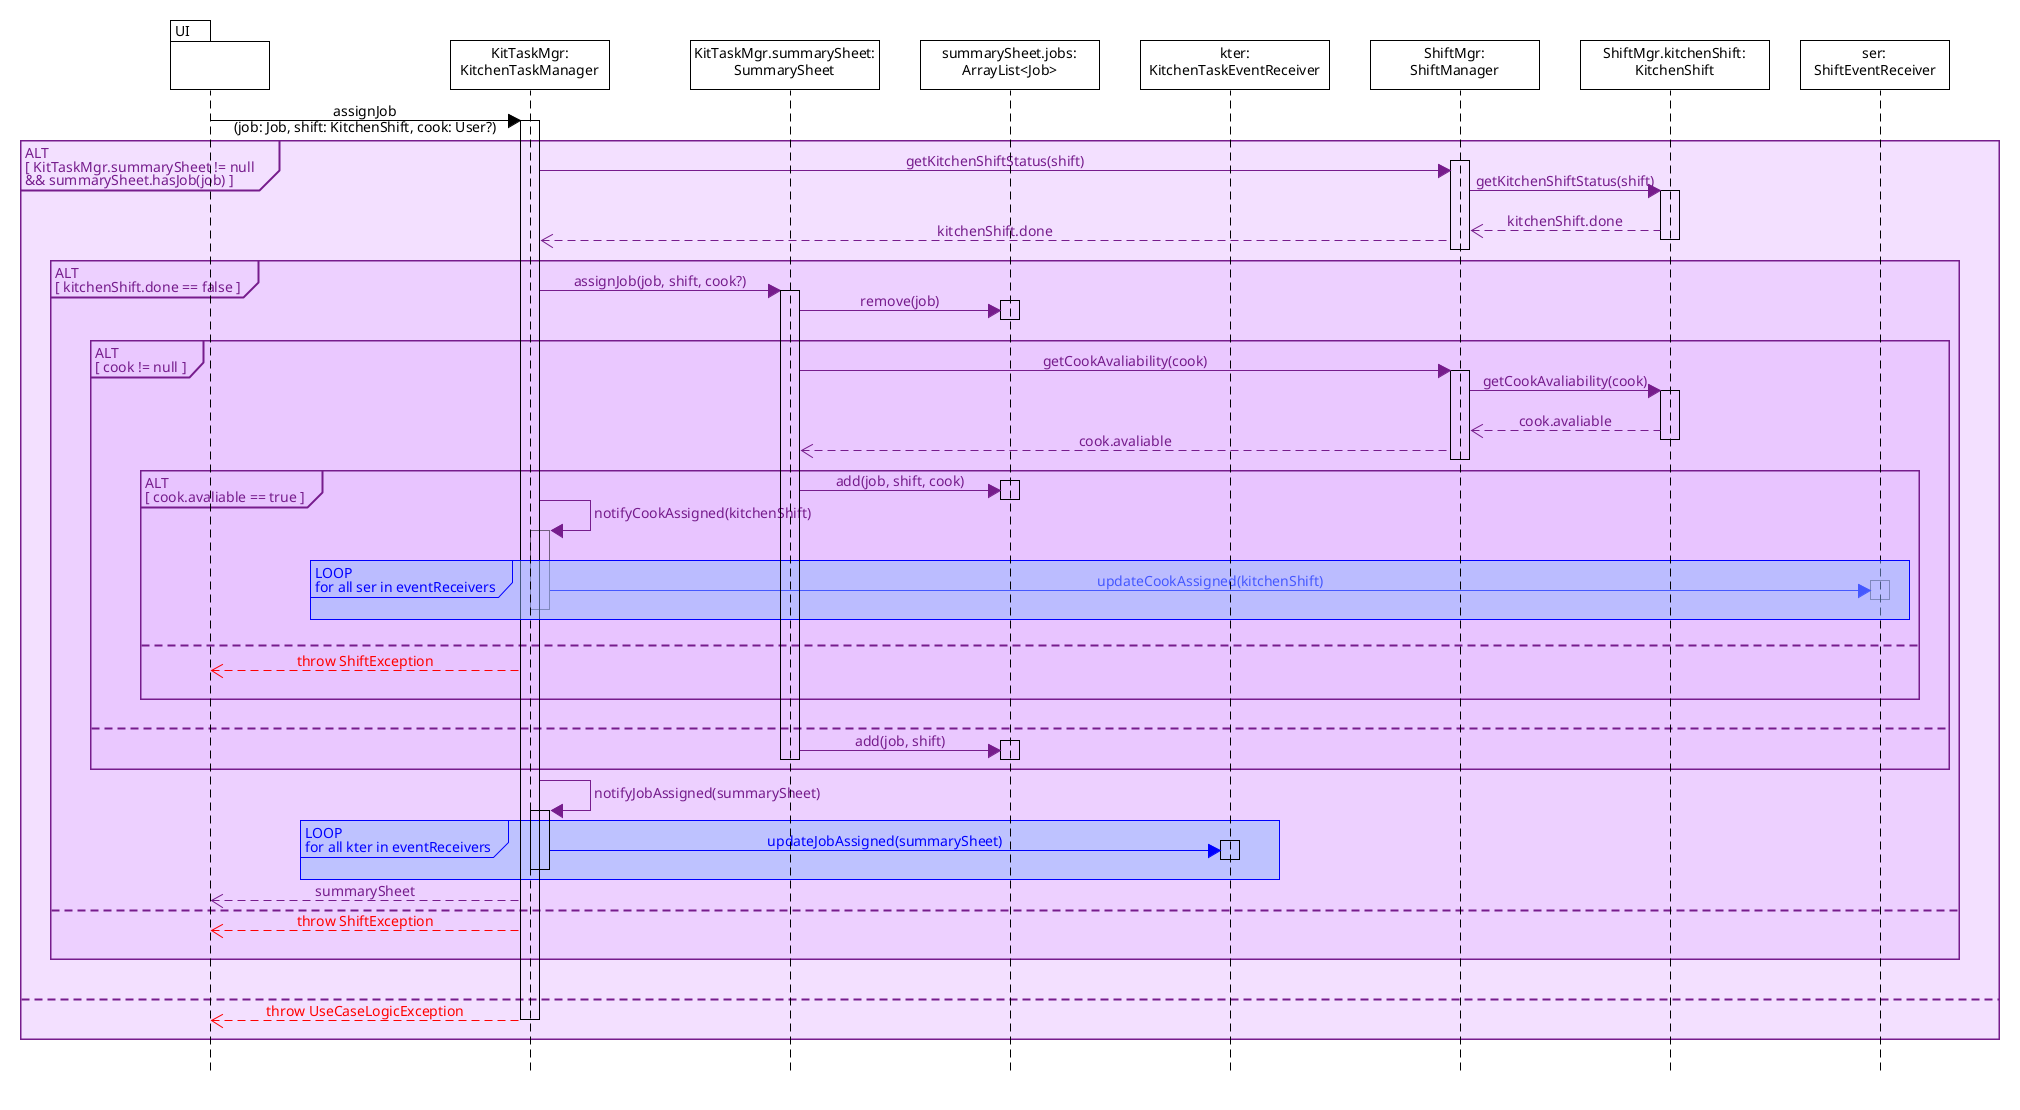 UI
KitTaskMgr:
KitchenTaskManager
KitTaskMgr.summarySheet:
SummarySheet
summarySheet.jobs:
ArrayList<Job>
kter:
KitchenTaskEventReceiver
ShiftMgr:
ShiftManager
ShiftMgr.kitchenShift:
KitchenShift
ser:
ShiftEventReceiver
assignJob
(job: Job, shift: KitchenShift, cook: User?)
ALT
[ KitTaskMgr.summarySheet != null
&& summarySheet.hasJob(job) ]
getKitchenShiftStatus(shift)
getKitchenShiftStatus(shift)
kitchenShift.done
kitchenShift.done
ALT
[ kitchenShift.done == false ]
assignJob(job, shift, cook?)
remove(job)
ALT
[ cook != null ]
getCookAvaliability(cook)
getCookAvaliability(cook)
cook.avaliable
cook.avaliable
ALT
[ cook.avaliable == true ]
add(job, shift, cook)
notifyCookAssigned(kitchenShift)
LOOP
for all ser in eventReceivers
updateCookAssigned(kitchenShift)
throw ShiftException
add(job, shift)
notifyJobAssigned(summarySheet)
LOOP
for all kter in eventReceivers
updateJobAssigned(summarySheet)
summarySheet
throw ShiftException
throw UseCaseLogicException